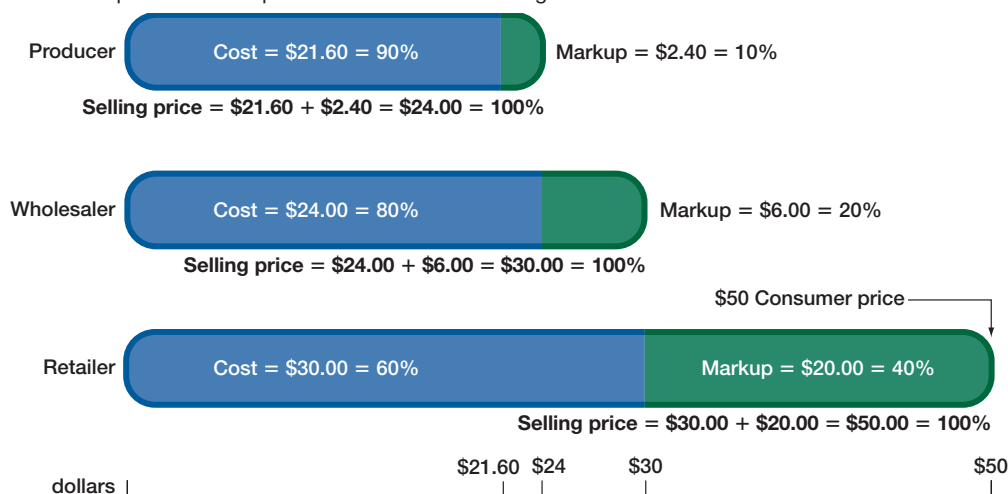 Producer Cost = $21.60 = 90% Markup = $2.40 = 10%
Selling price = $21.60 + $2.40 = $24.00 = 100%
Wholesaler Cost = $24.00 = 80% Markup = $6.00 = 20%
Selling price = $24.00 + $6.00 = $30.00 = 100%
$50 Consumer price
Retailer Cost = $30.00 = 60% Markup = $20.00 = 40%
Selling price = $30.00 + $20.00 = $50.00 = 100%
$21.60 $24 $30 $50
dollars